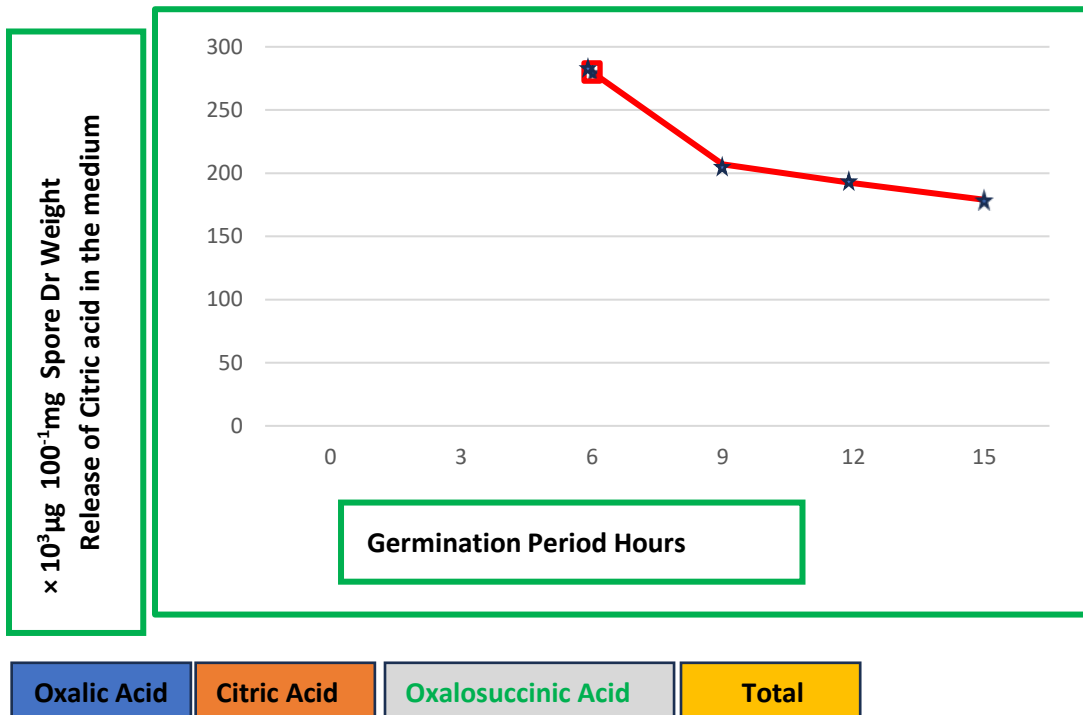 ×10³µg 100⁻¹mg Spore Dr Weight
Release of Citric acid in the medium
300
250
200
150
100
50
0
0 3 6 9 12 15
Germination Period Hours
Oxalic Acid Citric Acid Oxalosuccinic Acid Total